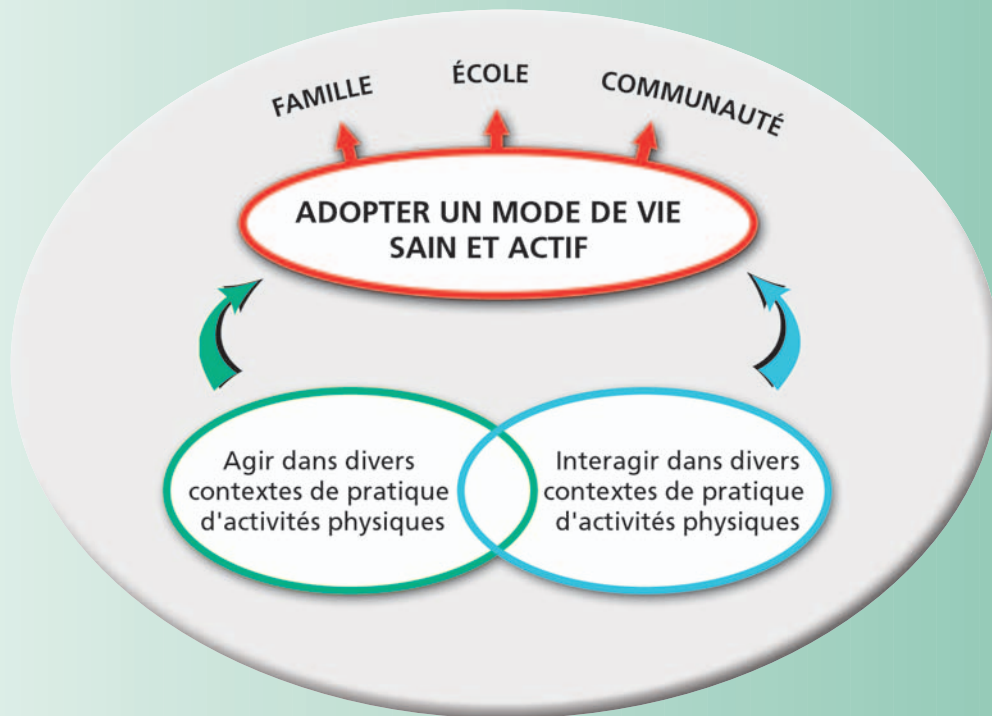 FAMILLE
ÉCOLE
COMMUNAUTÉ
ADOPTER UN MODE DE VIE
SAIN ET ACTIF
Agir dans divers
contextes de pratique
d'activités physiques
Interagir dans divers
contextes de pratique
d'activités physiques